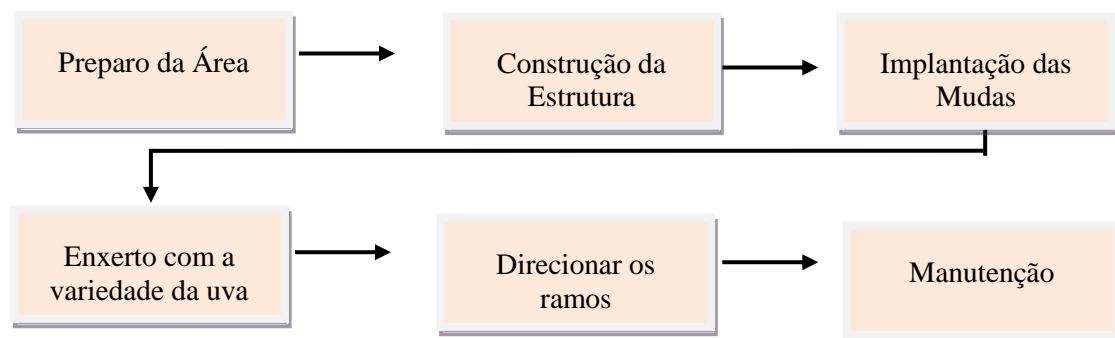 Preparo da Área
Construção da
Estrutura
Implantação das
Mudas
Enxerto com a
variedade da uva
Direcionar os
ramos
Manutenção